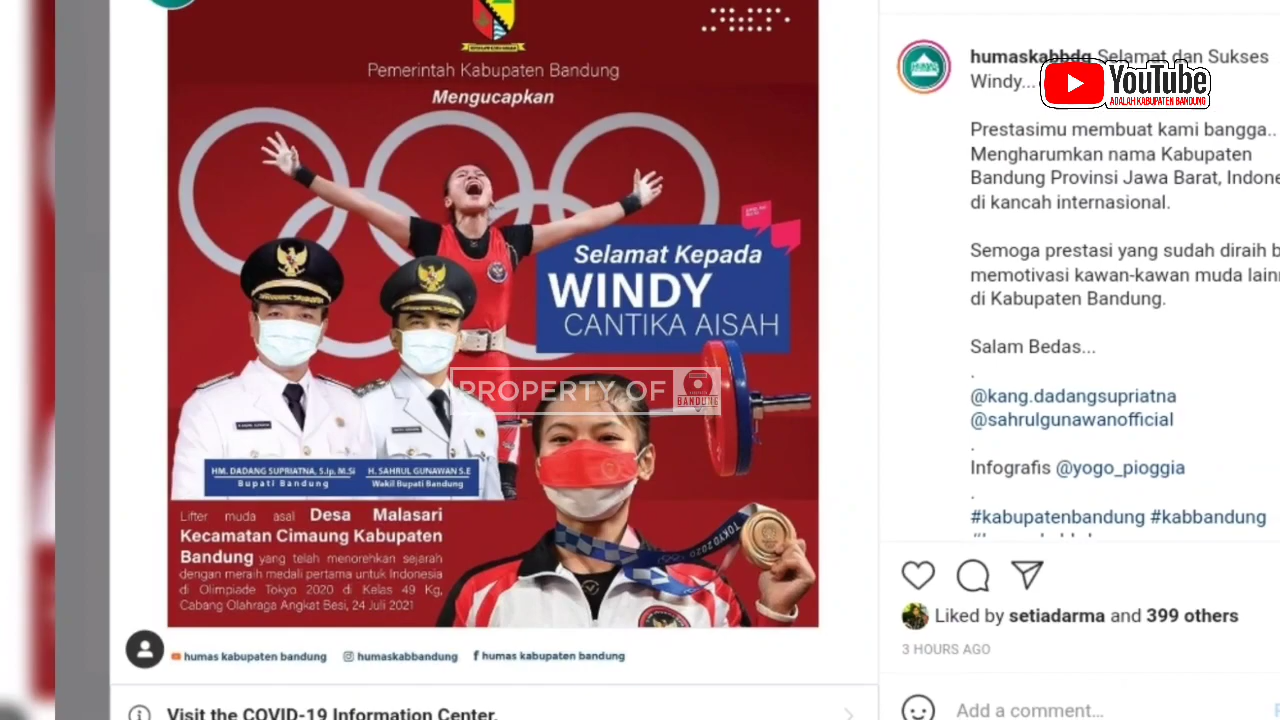 Pemerintah Kabupaten Bandung
Mengucapkan
Selamat Kepada
WINDY
CANTIKA AISAH
PROPERTY OF
BANDUNG
HM. DADANG SUPRIATNA, S.Ip, M.Si
Bupati Bandung
H. SAHRUL GUNAWAN S.E
Wakil Bupati Bandung
Lifter muda asal Desa Malasari
Kecamatan Cimaung Kabupaten
Bandung yang telah menorehkan sejarah
dengan meraih medali pertama untuk Indonesia
di Olimpiade Tokyo 2020 di Kelas 49 Kg,
Cabang Olahraga Angkat Besi, 24 Juli 2021
TOKYO 2020
humas kabupaten bandung
humaskabbandung
humas kabupaten bandung
Visit the COVID-19 Information Center.
humaskabbdg Selamat dan Sukses
Windy...
YouTube
ADALAH KABUPATEN BANDUNG
Prestasimu membuat kami bangga..
Mengharumkan nama Kabupaten
Bandung Provinsi Jawa Barat, Indone
di kancah internasional.
Semoga prestasi yang sudah diraih b
memotivasi kawan-kawan muda lain
di Kabupaten Bandung.
Salam Bedas...
.
@kang.dadangsupriatna
@sahrulgunawanofficial
.
Infografis @yogo_pioggia
.
#kabupatenbandung #kabbandung
Liked by setiadarma and 399 others
3 HOURS AGO
Add a comment...